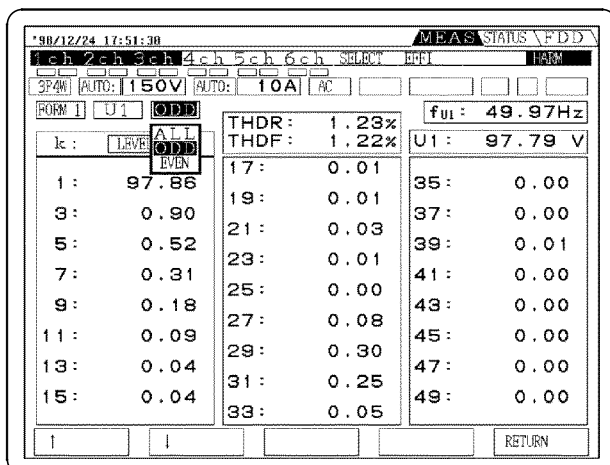 '98/12/24 17:51:38 MEAS STATUS FDD
1ch 2ch 3ch 4ch 5ch 6ch SELECT EFFI HARM
3P4W AUTO: 150V AUTO: 10A AC
FORM 1 U1 ODD fU1: 49.97Hz
THDR: 1.23%
THDF: 1.22%
U1: 97.79 V
k: LEVE
ALL
ODD
EVEN
1: 97.86
3: 0.90
5: 0.52
7: 0.31
9: 0.18
11: 0.09
13: 0.04
15: 0.04
17: 0.01
19: 0.01
21: 0.03
23: 0.01
25: 0.00
27: 0.08
29: 0.30
31: 0.25
33: 0.05
35: 0.00
37: 0.00
39: 0.01
41: 0.00
43: 0.00
45: 0.00
47: 0.00
49: 0.00
↑ ↓ RETURN